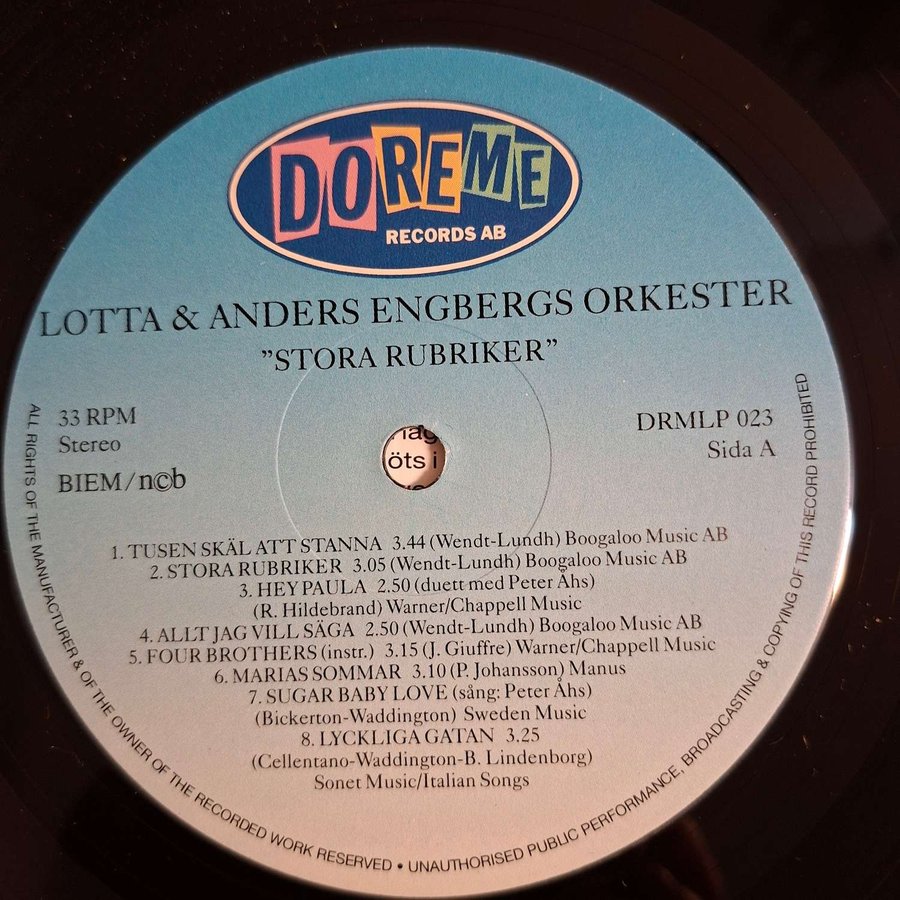 DOREME
RECORDS AB
LOTTA & ANDERS ENGBERGS ORKESTER
"STORA RUBRIKER"
33 RPM
Stereo
BIEM/n©b
DRMLP 023
Sida A
öts i
1. TUSEN SKÄL ATT STANNA 3.44 (Wendt-Lundh) Boogaloo Music AB
2. STORA RUBRIKER 3.05 (Wendt-Lundh) Boogaloo Music AB
3. HEY PAULA 2.50 (duett med Peter Åhs)
(R. Hildebrand) Warner/Chappell Music
4. ALLT JAG VILL SÄGA 2.50 (Wendt-Lundh) Boogaloo Music AB
5. FOUR BROTHERS (instr.) 3.15 (J. Giuffre) Warner/Chappell Music
6. MARIAS SOMMAR 3.10 (P. Johansson) Manus
7. SUGAR BABY LOVE (sång: Peter Åhs)
(Bickerton-Waddington) Sweden Music
8. LYCKLIGA GATAN 3.25
(Cellentano-Waddington-B. Lindenborg)
Sonet Music/Italian Songs
ALL RIGHTS OF THE MANUFACTURER & OF THE OWNER OF THE RECORDED WORK RESERVED • UNAUTHORISED PUBLIC PERFORMANCE, BROADCASTING & COPYING OF THIS RECORD PROHIBITED